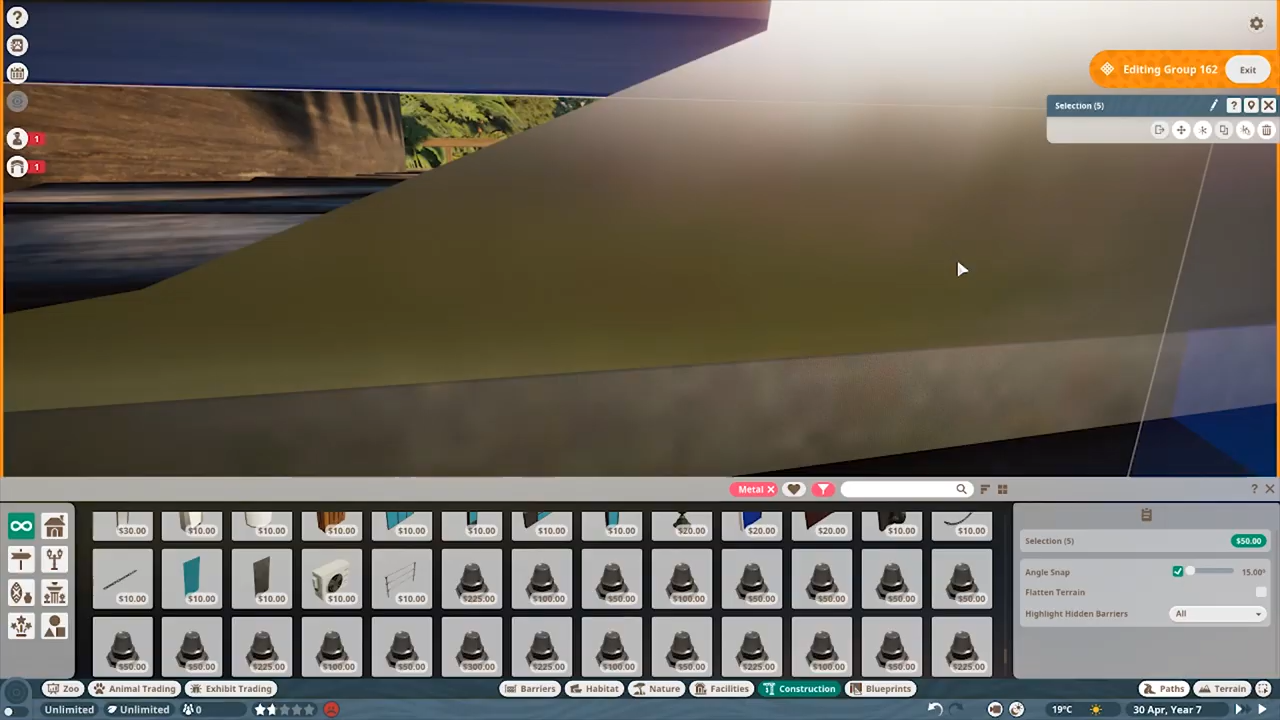 ?
Editing Group 162
Exit
Selection (5)
?
1
1
Metal ✕
?
$30.00 $10.00 $10.00 $10.00 $10.00 $10.00 $10.00 $10.00 $20.00 $20.00 $20.00 $10.00 $10.00
$10.00 $10.00 $10.00 $10.00 $10.00 $225.00 $100.00 $50.00 $100.00 $50.00 $50.00 $50.00 $50.00
$50.00 $50.00 $225.00 $100.00 $50.00 $300.00 $225.00 $100.00 $50.00 $225.00 $100.00 $50.00 $225.00
Selection (5) $50.00
Angle Snap 15.00°
Flatten Terrain
Highlight Hidden Barriers All
Zoo Animal Trading Exhibit Trading Barriers Habitat Nature Facilities Construction Blueprints Paths Terrain
Unlimited Unlimited 0 19°C 30 Apr, Year 7